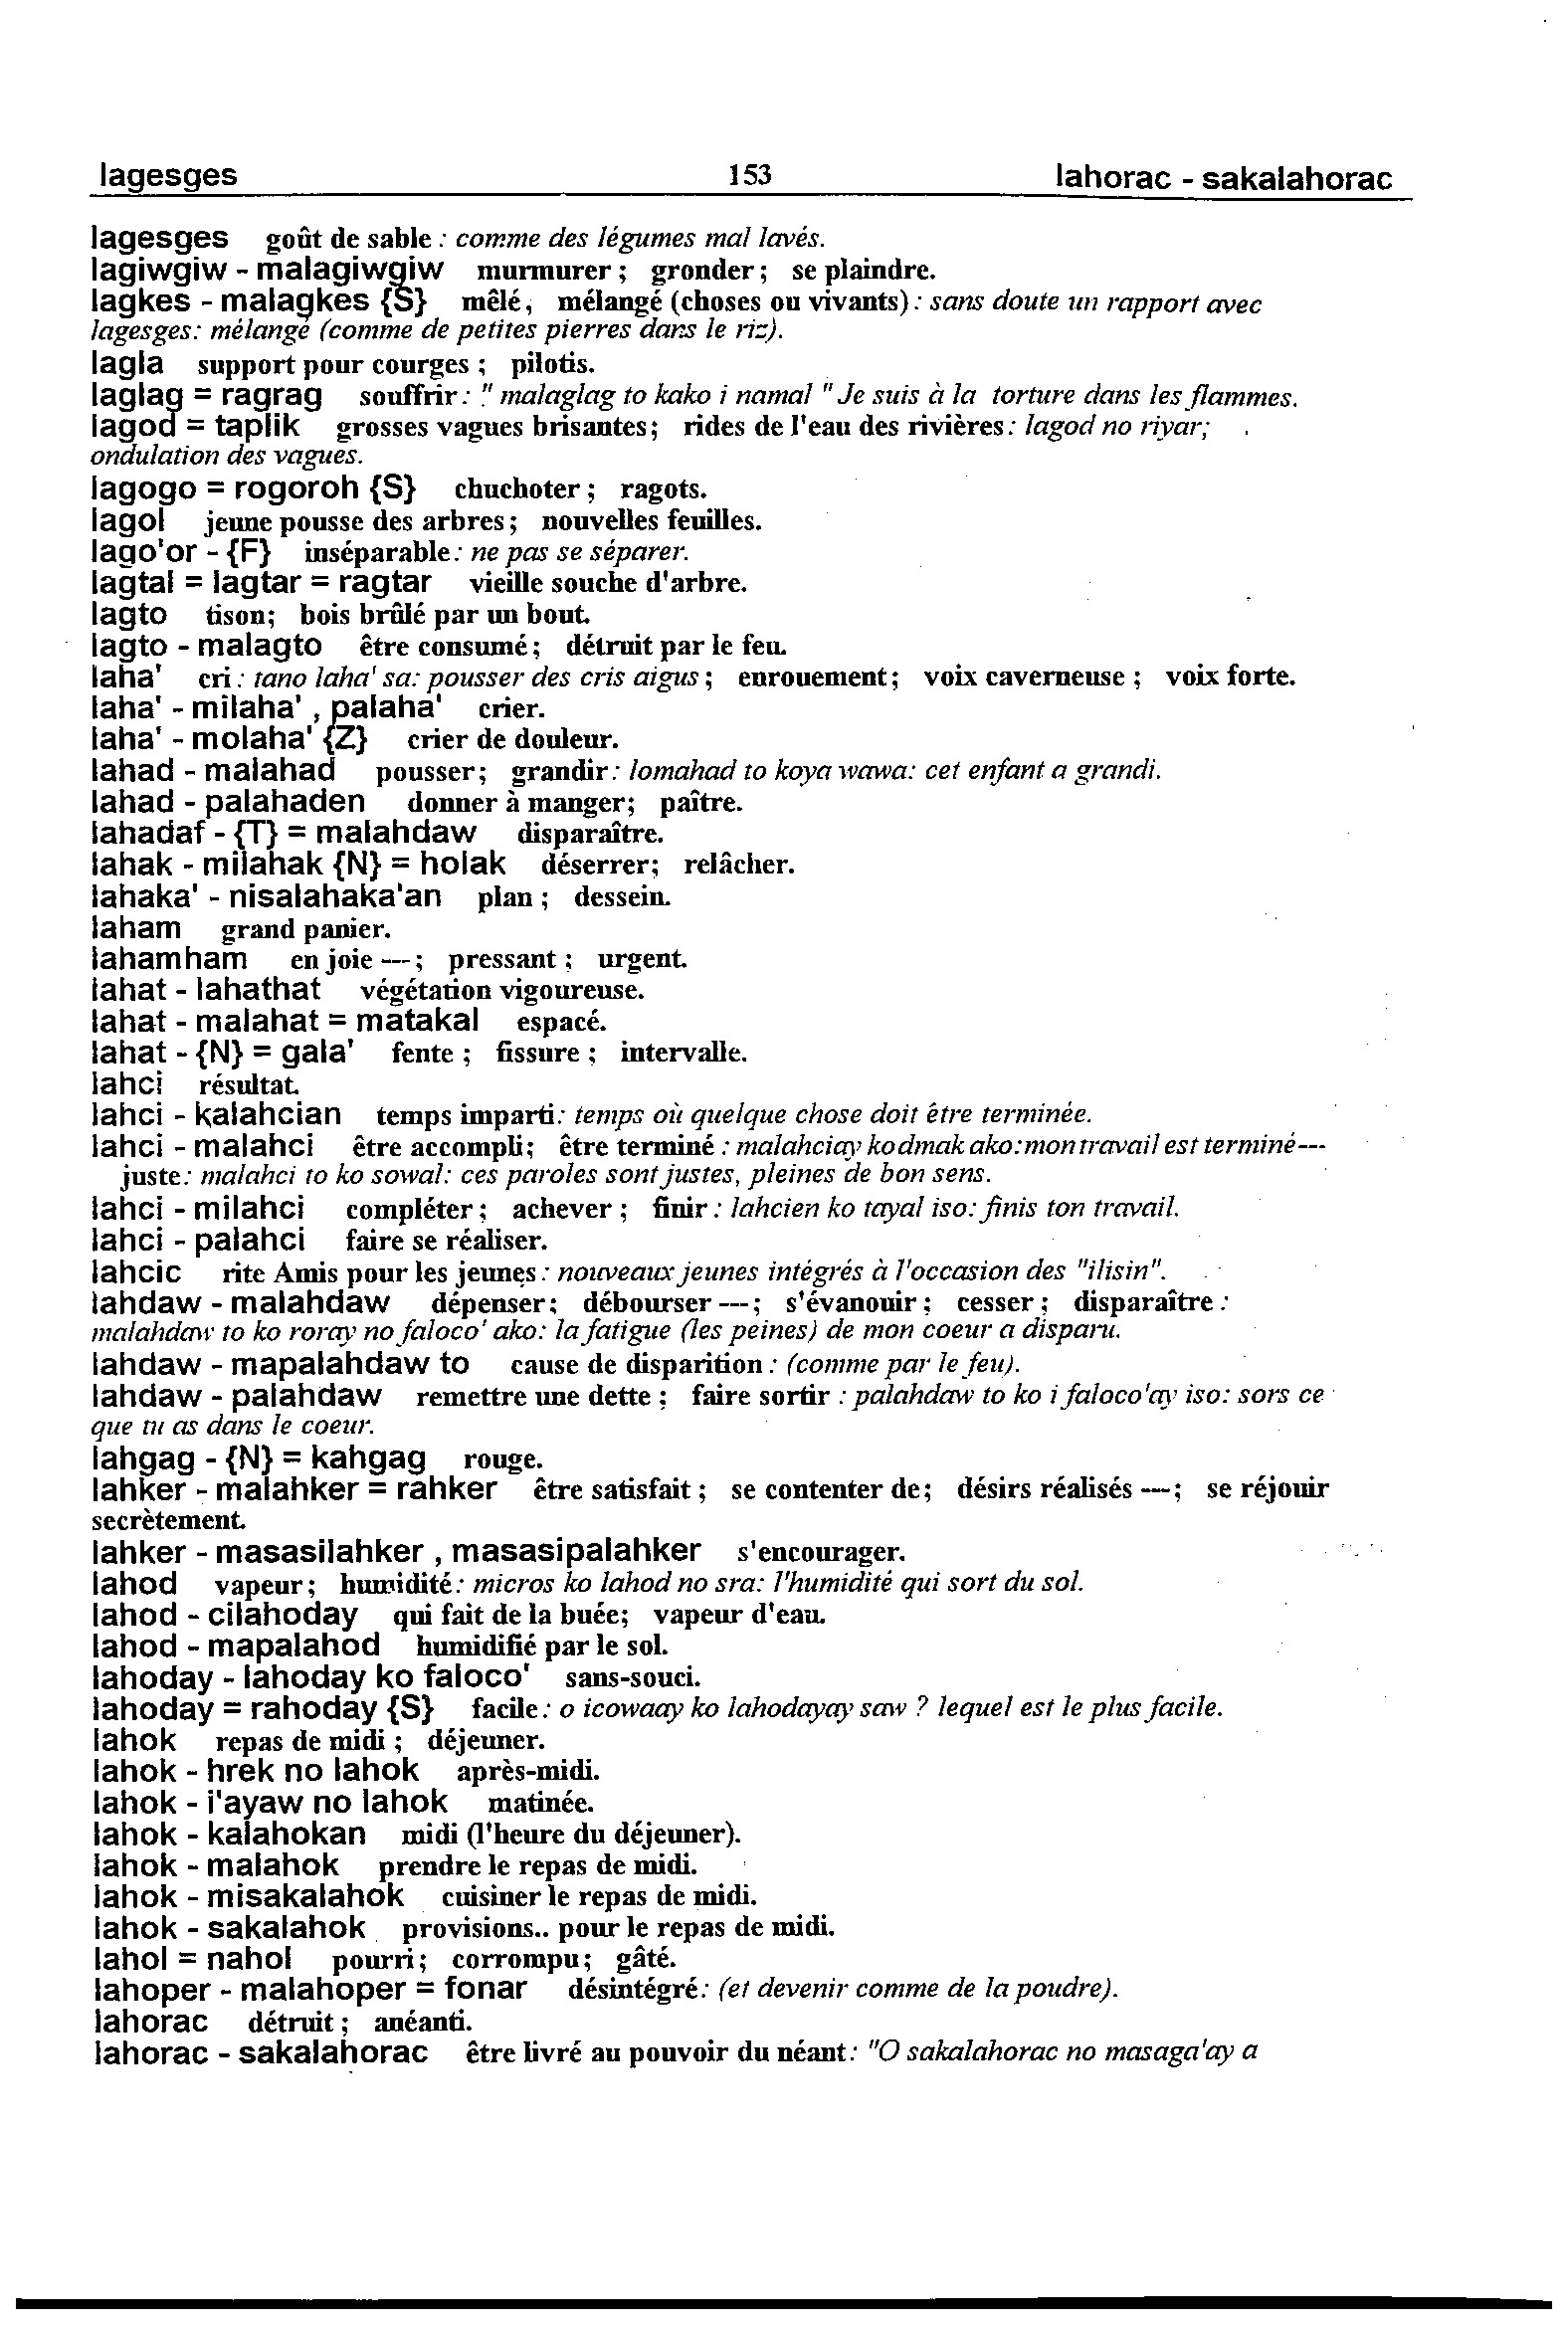 lagesges 153 lahorac - sakalahorac
lagesges goût de sable : comme des légumes mal lavés.
lagiwgiw - malagiwgiw murmurer ; gronder ; se plaindre.
lagkes - malagkes {S} mêlé, mélangé (choses ou vivants) : sans doute un rapport avec
lagesges: mélangé (comme de petites pierres dans le riz).
lagla support pour courges ; pilotis.
laglag = ragrag souffrir : " malaglag to kako i namal " Je suis à la torture dans les flammes.
lagod = taplik grosses vagues brisantes ; rides de l'eau des rivières : lagod no riyar;
ondulation des vagues.
lagogo = rogoroh {S} chuchoter ; ragots.
lagol jeune pousse des arbres ; nouvelles feuilles.
lago'or - {F} inséparable : ne pas se séparer.
lagtal = lagtar = ragtar vieille souche d'arbre.
lagto tison; bois brûlé par un bout.
lagto - malagto être consumé ; détruit par le feu.
laha' cri : tano laha' sa: pousser des cris aigus ; enrouement ; voix caverneuse ; voix forte.
laha' - milaha' , palaha' crier.
laha' - molaha' {Z} crier de douleur.
lahad - malahad pousser; grandir : lomahad to koya wawa: cet enfant a grandi.
lahad - palahaden donner à manger; paître.
lahadaf - {T} = malahdaw disparaître.
lahak - milahak {N} = holak déserrer; relâcher.
lahaka' - nisalahaka'an plan ; dessein.
laham grand panier.
lahamham en joie --- ; pressant ; urgent.
lahat - lahathat végétation vigoureuse.
lahat - malahat = matakal espacé.
lahat - {N} = gala' fente ; fissure ; intervalle.
lahci résultat.
lahci - kalahcian temps imparti : temps où quelque chose doit être terminée.
lahci - malahci être accompli; être terminé : malahciay ko dmak ako: mon travail est terminé---
juste : malahci to ko sowal: ces paroles sont justes, pleines de bon sens.
lahci - milahci compléter ; achever ; finir : lahcien ko tayal iso: finis ton travail.
lahci - palahci faire se réaliser.
lahcic rite Amis pour les jeunes : nouveaux jeunes intégrés à l'occasion des "ilisin".
lahdaw - malahdaw dépenser; débourser --- ; s'évanouir ; cesser ; disparaître :
malahdaw to ko roray no faloco' ako: la fatigue (les peines) de mon coeur a disparu.
lahdaw - mapalahdaw to cause de disparition : (comme par le feu).
lahdaw - palahdaw remettre une dette ; faire sortir : palahdaw to ko i faloco'ay iso: sors ce
que tu as dans le coeur.
lahgag - {N} = kahgag rouge.
lahker - malahker = rahker être satisfait ; se contenter de ; désirs réalisés --- ; se réjouir
secrètement.
lahker - masasilahker , masasipalahker s'encourager.
lahod vapeur ; humidité : micros ko lahod no sra: l'humidité qui sort du sol.
lahod - cilahoday qui fait de la buée; vapeur d'eau.
lahod - mapalahod humidifié par le sol.
lahoday - lahoday ko faloco' sans-souci.
lahoday = rahoday {S} facile : o icowaay ko lahodayay saw ? lequel est le plus facile.
lahok repas de midi ; déjeuner.
lahok - hrek no lahok après-midi.
lahok - i'ayaw no lahok matinée.
lahok - kalahokan midi (l'heure du déjeuner).
lahok - malahok prendre le repas de midi.
lahok - misakalahok cuisiner le repas de midi.
lahok - sakalahok provisions.. pour le repas de midi.
lahol = nahol pourri ; corrompu ; gâté.
lahoper - malahoper = fonar désintégré : (et devenir comme de la poudre).
lahorac détruit ; anéanti.
lahorac - sakalahorac être livré au pouvoir du néant : "O sakalahorac no masaga'ay a